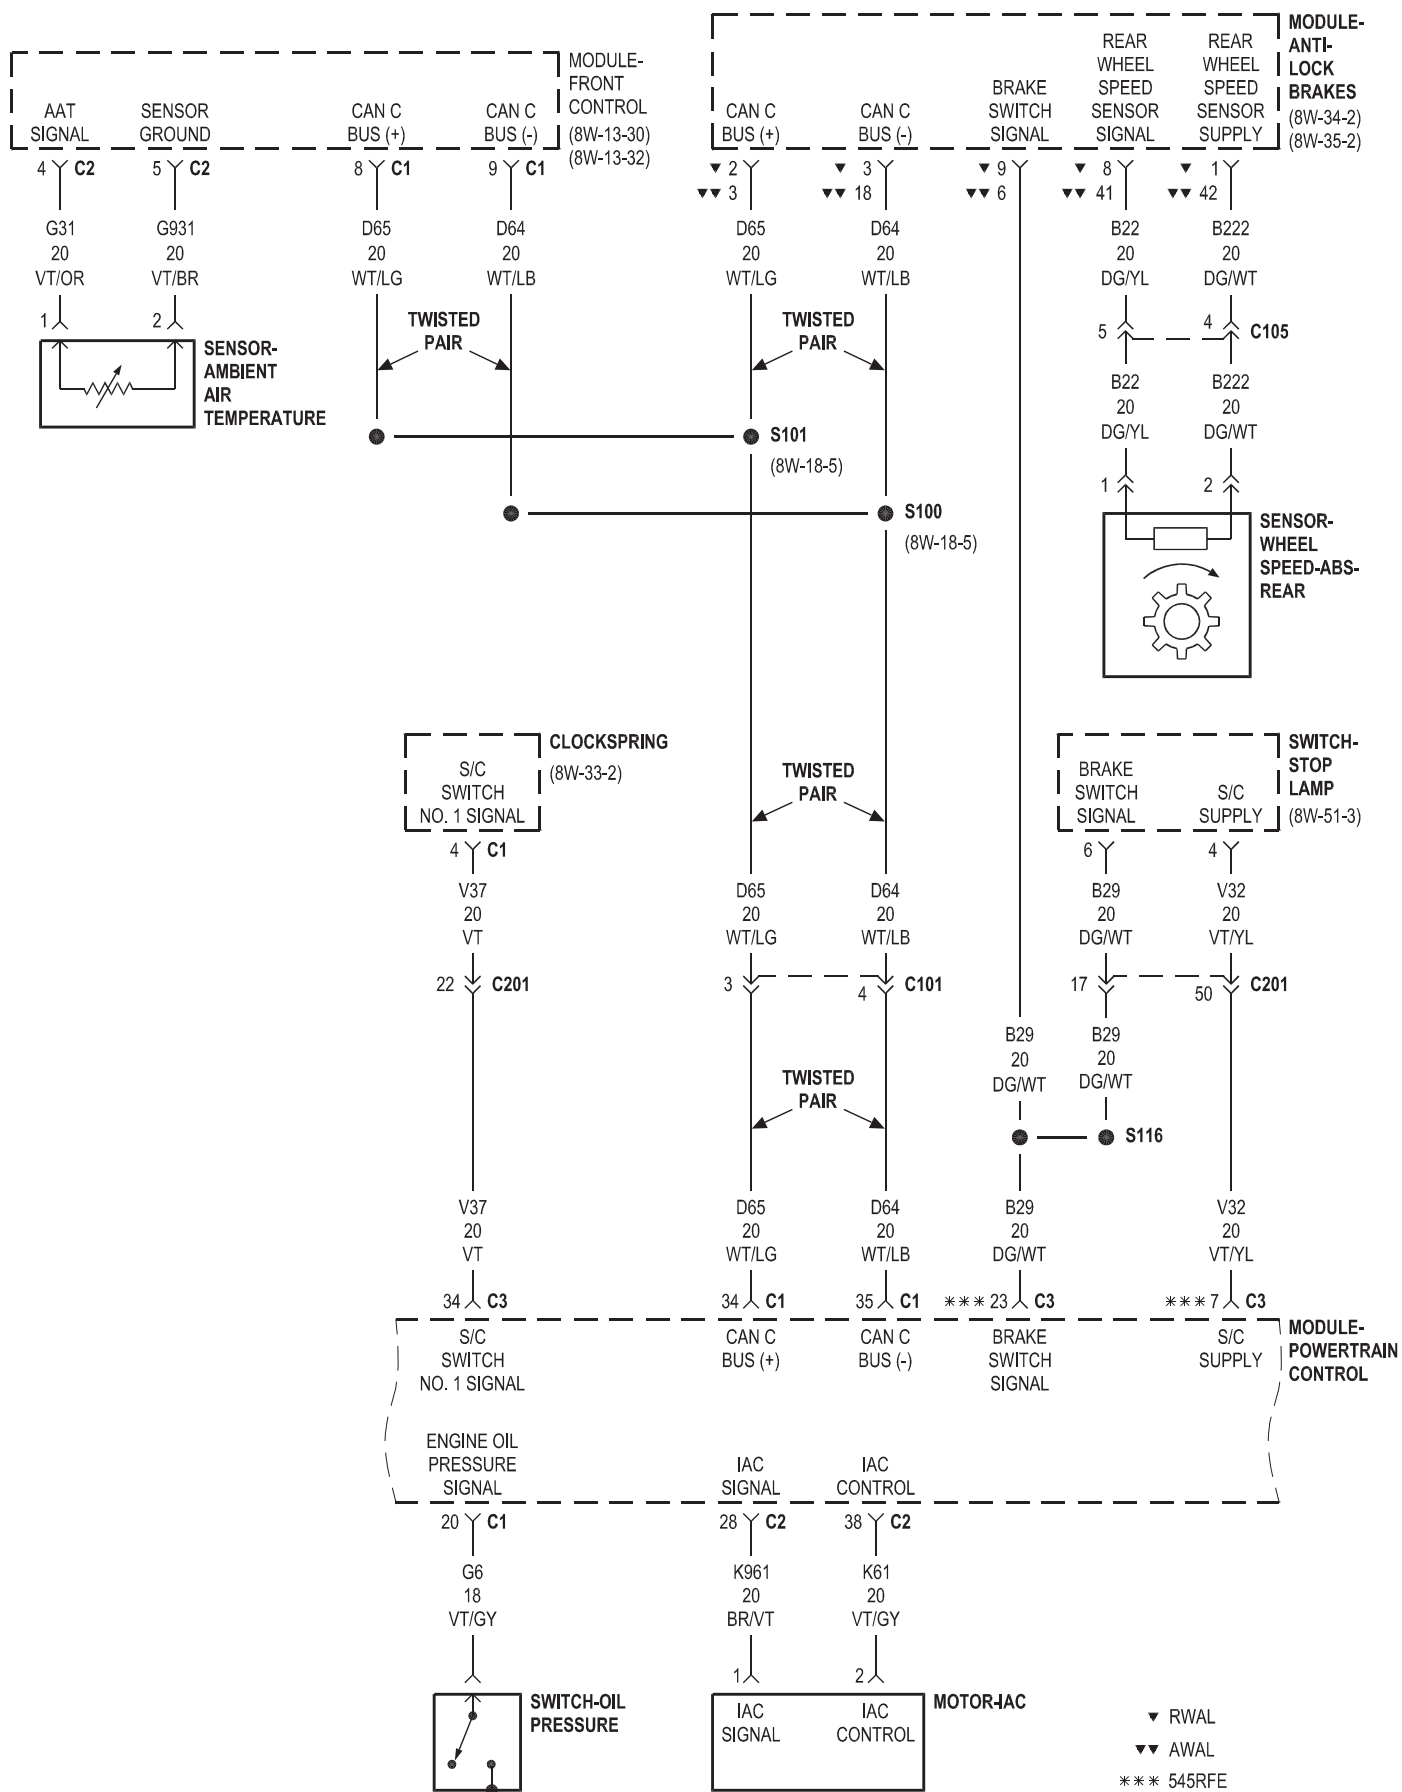 MODULE-
FRONT
CONTROL
(8W-13-30)
(8W-13-32)
AAT
SIGNAL
SENSOR
GROUND
CAN C
BUS (+)
CAN C
BUS (-)
4 C2
5 C2
8 C1
9 C1
G31
20
VT/OR
G931
20
VT/BR
D65
20
WT/LG
D64
20
WT/LB
1
2
SENSOR-
AMBIENT
AIR
TEMPERATURE
TWISTED
PAIR
MODULE-
ANTI-
LOCK
BRAKES
(8W-34-2)
(8W-35-2)
CAN C
BUS (+)
CAN C
BUS (-)
BRAKE
SWITCH
SIGNAL
REAR
WHEEL
SPEED
SENSOR
SIGNAL
REAR
WHEEL
SPEED
SENSOR
SUPPLY
▼ 2
▼▼ 3
▼ 3
▼▼ 18
▼ 9
▼▼ 6
▼ 8
▼▼ 41
▼ 1
▼▼ 42
D65
20
WT/LG
D64
20
WT/LB
B22
20
DG/YL
B222
20
DG/WT
TWISTED
PAIR
5
4
C105
B22
20
DG/YL
B222
20
DG/WT
1
2
S101
(8W-18-5)
S100
(8W-18-5)
SENSOR-
WHEEL
SPEED-ABS-
REAR
CLOCKSPRING
(8W-33-2)
S/C
SWITCH
NO. 1 SIGNAL
4 C1
V37
20
VT
22 C201
TWISTED
PAIR
D65
20
WT/LG
D64
20
WT/LB
3
4
C101
SWITCH-
STOP
LAMP
(8W-51-3)
BRAKE
SWITCH
SIGNAL
S/C
SUPPLY
6
4
B29
20
DG/WT
V32
20
VT/YL
17
50
C201
B29
20
DG/WT
B29
20
DG/WT
TWISTED
PAIR
S116
V37
20
VT
D65
20
WT/LG
D64
20
WT/LB
B29
20
DG/WT
V32
20
VT/YL
34 C3
34 C1
35 C1
*** 23 C3
*** 7 C3
MODULE-
POWERTRAIN
CONTROL
S/C
SWITCH
NO. 1 SIGNAL
CAN C
BUS (+)
CAN C
BUS (-)
BRAKE
SWITCH
SIGNAL
S/C
SUPPLY
ENGINE OIL
PRESSURE
SIGNAL
IAC
SIGNAL
IAC
CONTROL
20 C1
28 C2
38 C2
G6
18
VT/GY
K961
20
BR/VT
K61
20
VT/GY
1
2
SWITCH-OIL
PRESSURE
IAC
SIGNAL
IAC
CONTROL
MOTOR-IAC
▼ RWAL
▼▼ AWAL
*** 545RFE